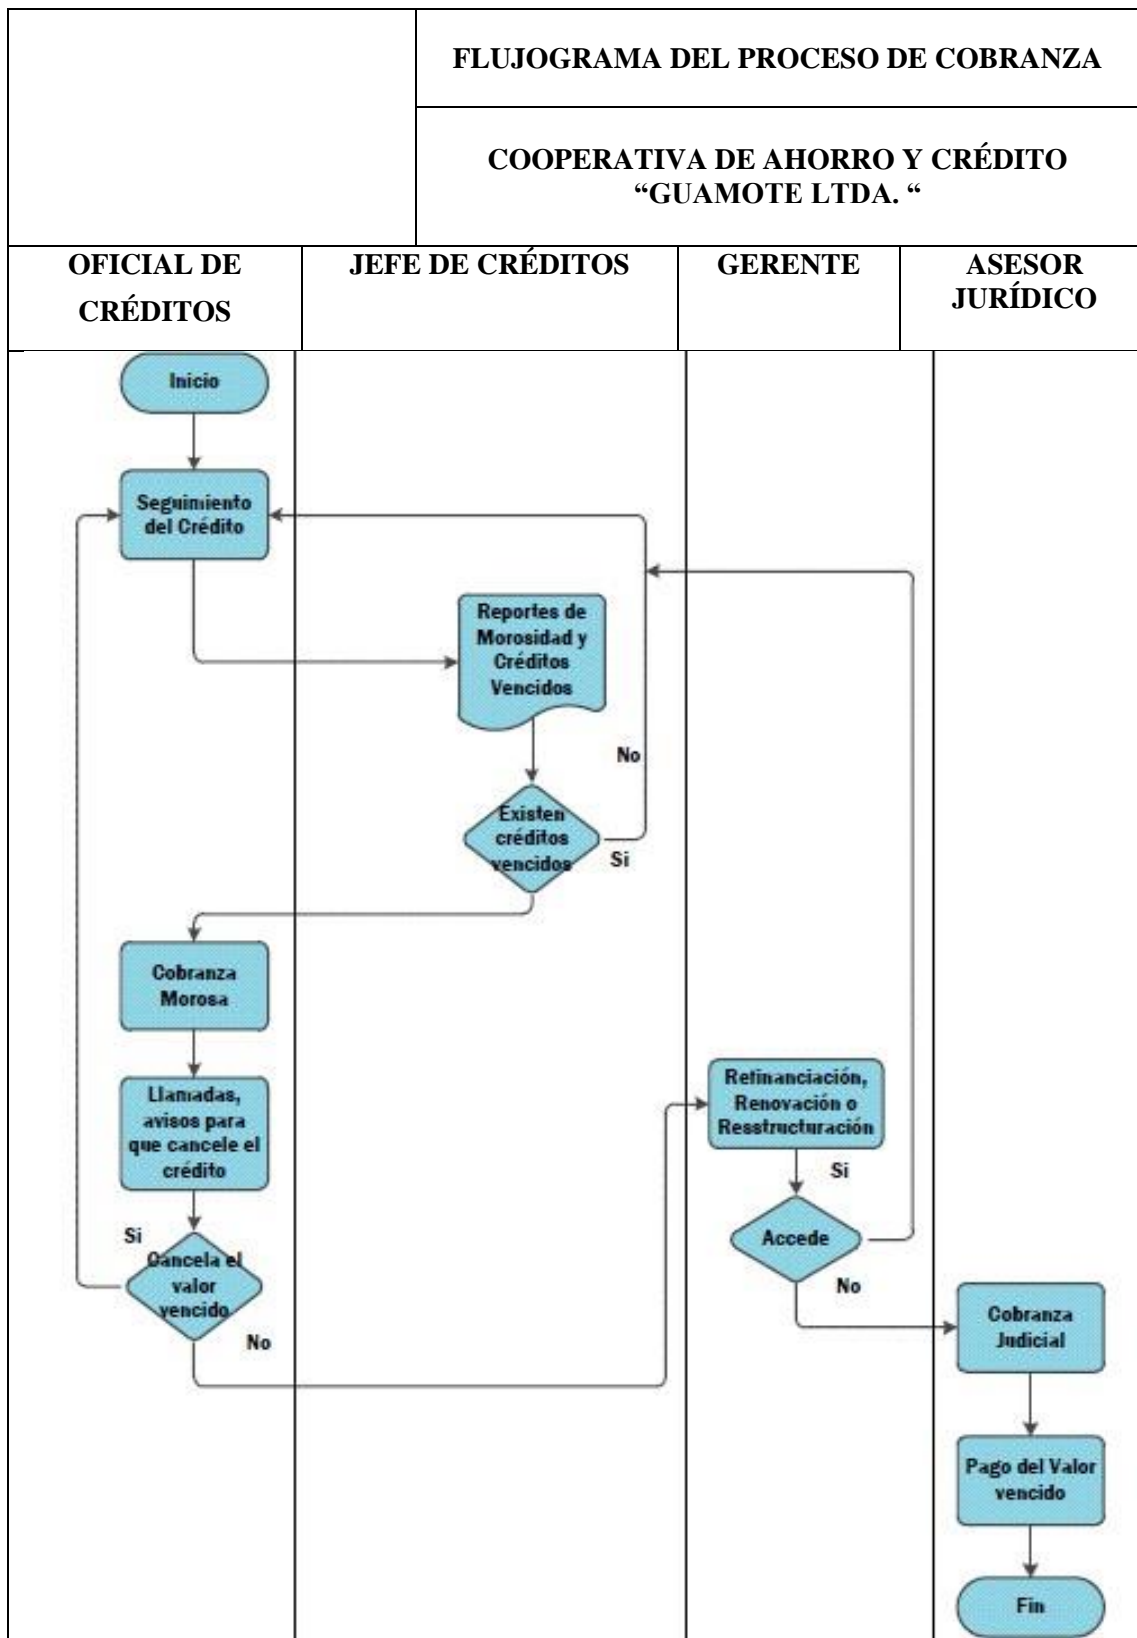 FLUJOGRAMA DEL PROCESO DE COBRANZA
COOPERATIVA DE AHORRO Y CRÉDITO
“GUAMOTE LTDA. “
OFICIAL DE
CRÉDITOS
JEFE DE CRÉDITOS
GERENTE
ASESOR
JURÍDICO
Inicio
Seguimiento
del Crédito
Reportes de
Morosidad y
Créditos
Vencidos
No
Existen
créditos
vencidos
Si
Cobranza
Morosa
Llamadas,
avisos para
que cancele el
crédito
Si
Cancela el
valor
vencido
No
Refinanciación,
Renovación o
Resstructuración
Si
Accede
No
Cobranza
Judicial
Pago del Valor
vencido
Fin